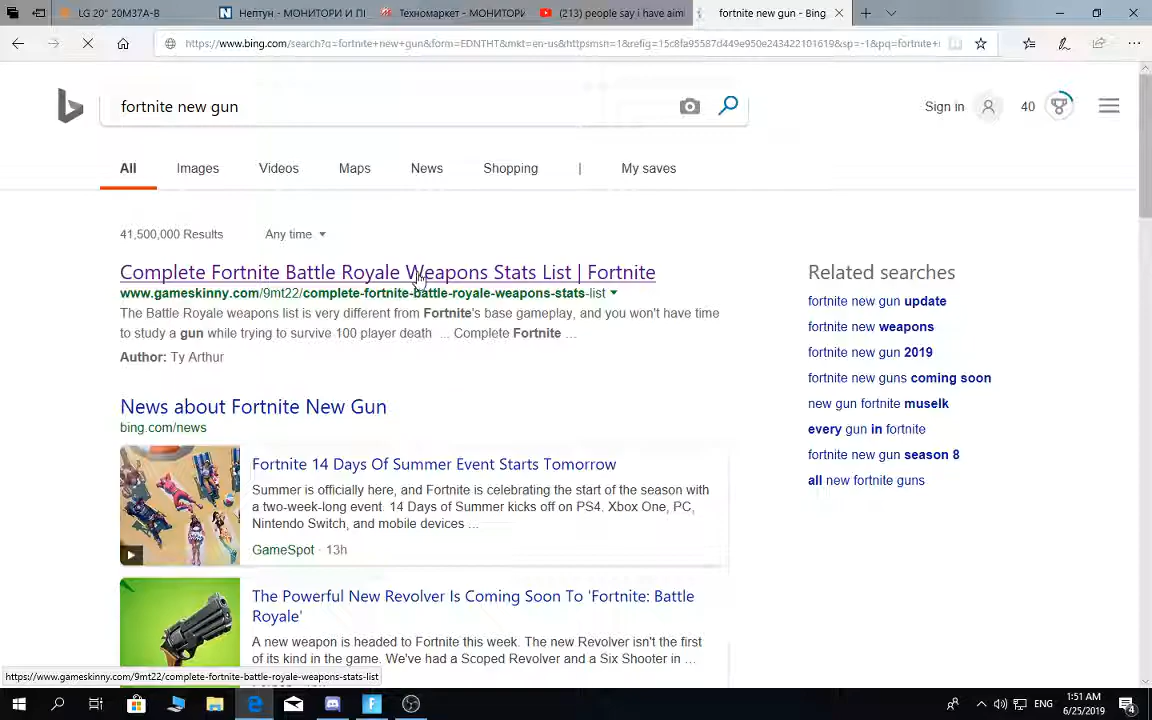 LG 20" 20M37A-B
Нептун - МОНИТОРИ И П
Техномаркет - МОНИТОРИ
(213) people say i have aiml
fortnite new gun - Bing
https://www.bing.com/search?q=fortnite+new+gun&form=EDNTHT&mkt=en-us&httpsmsn=1&refig=15c8fa95587d449e950e243422101619&sp=-1&pq=fortnite+
fortnite new gun
Sign in
40
All
Images
Videos
Maps
News
Shopping
|
My saves
41,500,000 Results
Any time
Complete Fortnite Battle Royale Weapons Stats List | Fortnite
www.gameskinny.com/9mt22/complete-fortnite-battle-royale-weapons-stats-list
The Battle Royale weapons list is very different from Fortnite's base gameplay, and you won't have time
to study a gun while trying to survive 100 player death ... Complete Fortnite ...
Author: Ty Arthur
News about Fortnite New Gun
bing.com/news
Fortnite 14 Days Of Summer Event Starts Tomorrow
Summer is officially here, and Fortnite is celebrating the start of the season with
a two-week-long event. 14 Days of Summer kicks off on PS4, Xbox One, PC,
Nintendo Switch, and mobile devices ...
GameSpot · 13h
The Powerful New Revolver Is Coming Soon To 'Fortnite: Battle
Royale'
A new weapon is headed to Fortnite this week. The new Revolver isn't the first
of its kind in the game. We've had a Scoped Revolver and a Six Shooter in ...
Related searches
fortnite new gun update
fortnite new weapons
fortnite new gun 2019
fortnite new guns coming soon
new gun fortnite muselk
every gun in fortnite
fortnite new gun season 8
all new fortnite guns
https://www.gameskinny.com/9mt22/complete-fortnite-battle-royale-weapons-stats-list
ENG
1:51 AM
6/25/2019
4